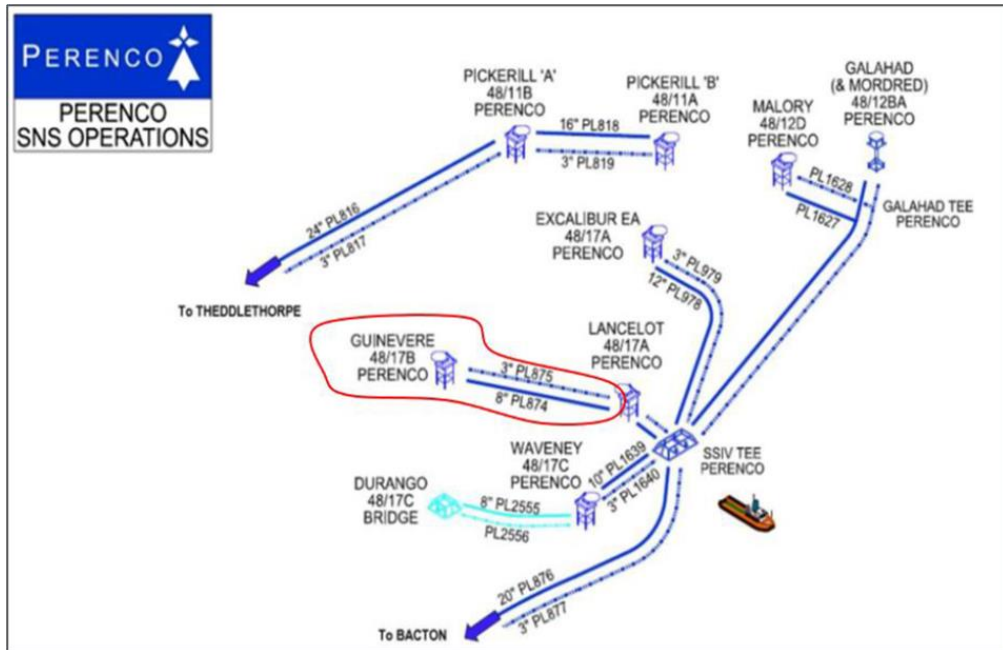 PERENCO
PERENCO
SNS OPERATIONS
PICKERILL 'A'
48/11B
PERENCO
16" PL818
3" PL819
PICKERILL 'B'
48/11A
PERENCO
MALORY
48/12D
PERENCO
GALAHAD
(& MORDRED)
48/12BA
PERENCO
PL1628
PL1627
GALAHAD TEE
PERENCO
24" PL816
3" PL817
To THEDDLETHORPE
EXCALIBUR EA
48/17A
PERENCO
3" PL979
12" PL978
GUINEVERE
48/17B
PERENCO
3" PL875
8" PL874
LANCELOT
48/17A
PERENCO
SSIV TEE
PERENCO
WAVENEY
48/17C
PERENCO
10" PL1639
3" PL1640
DURANGO
48/17C
BRIDGE
8" PL2555
PL2556
20" PL876
3" PL877
To BACTON